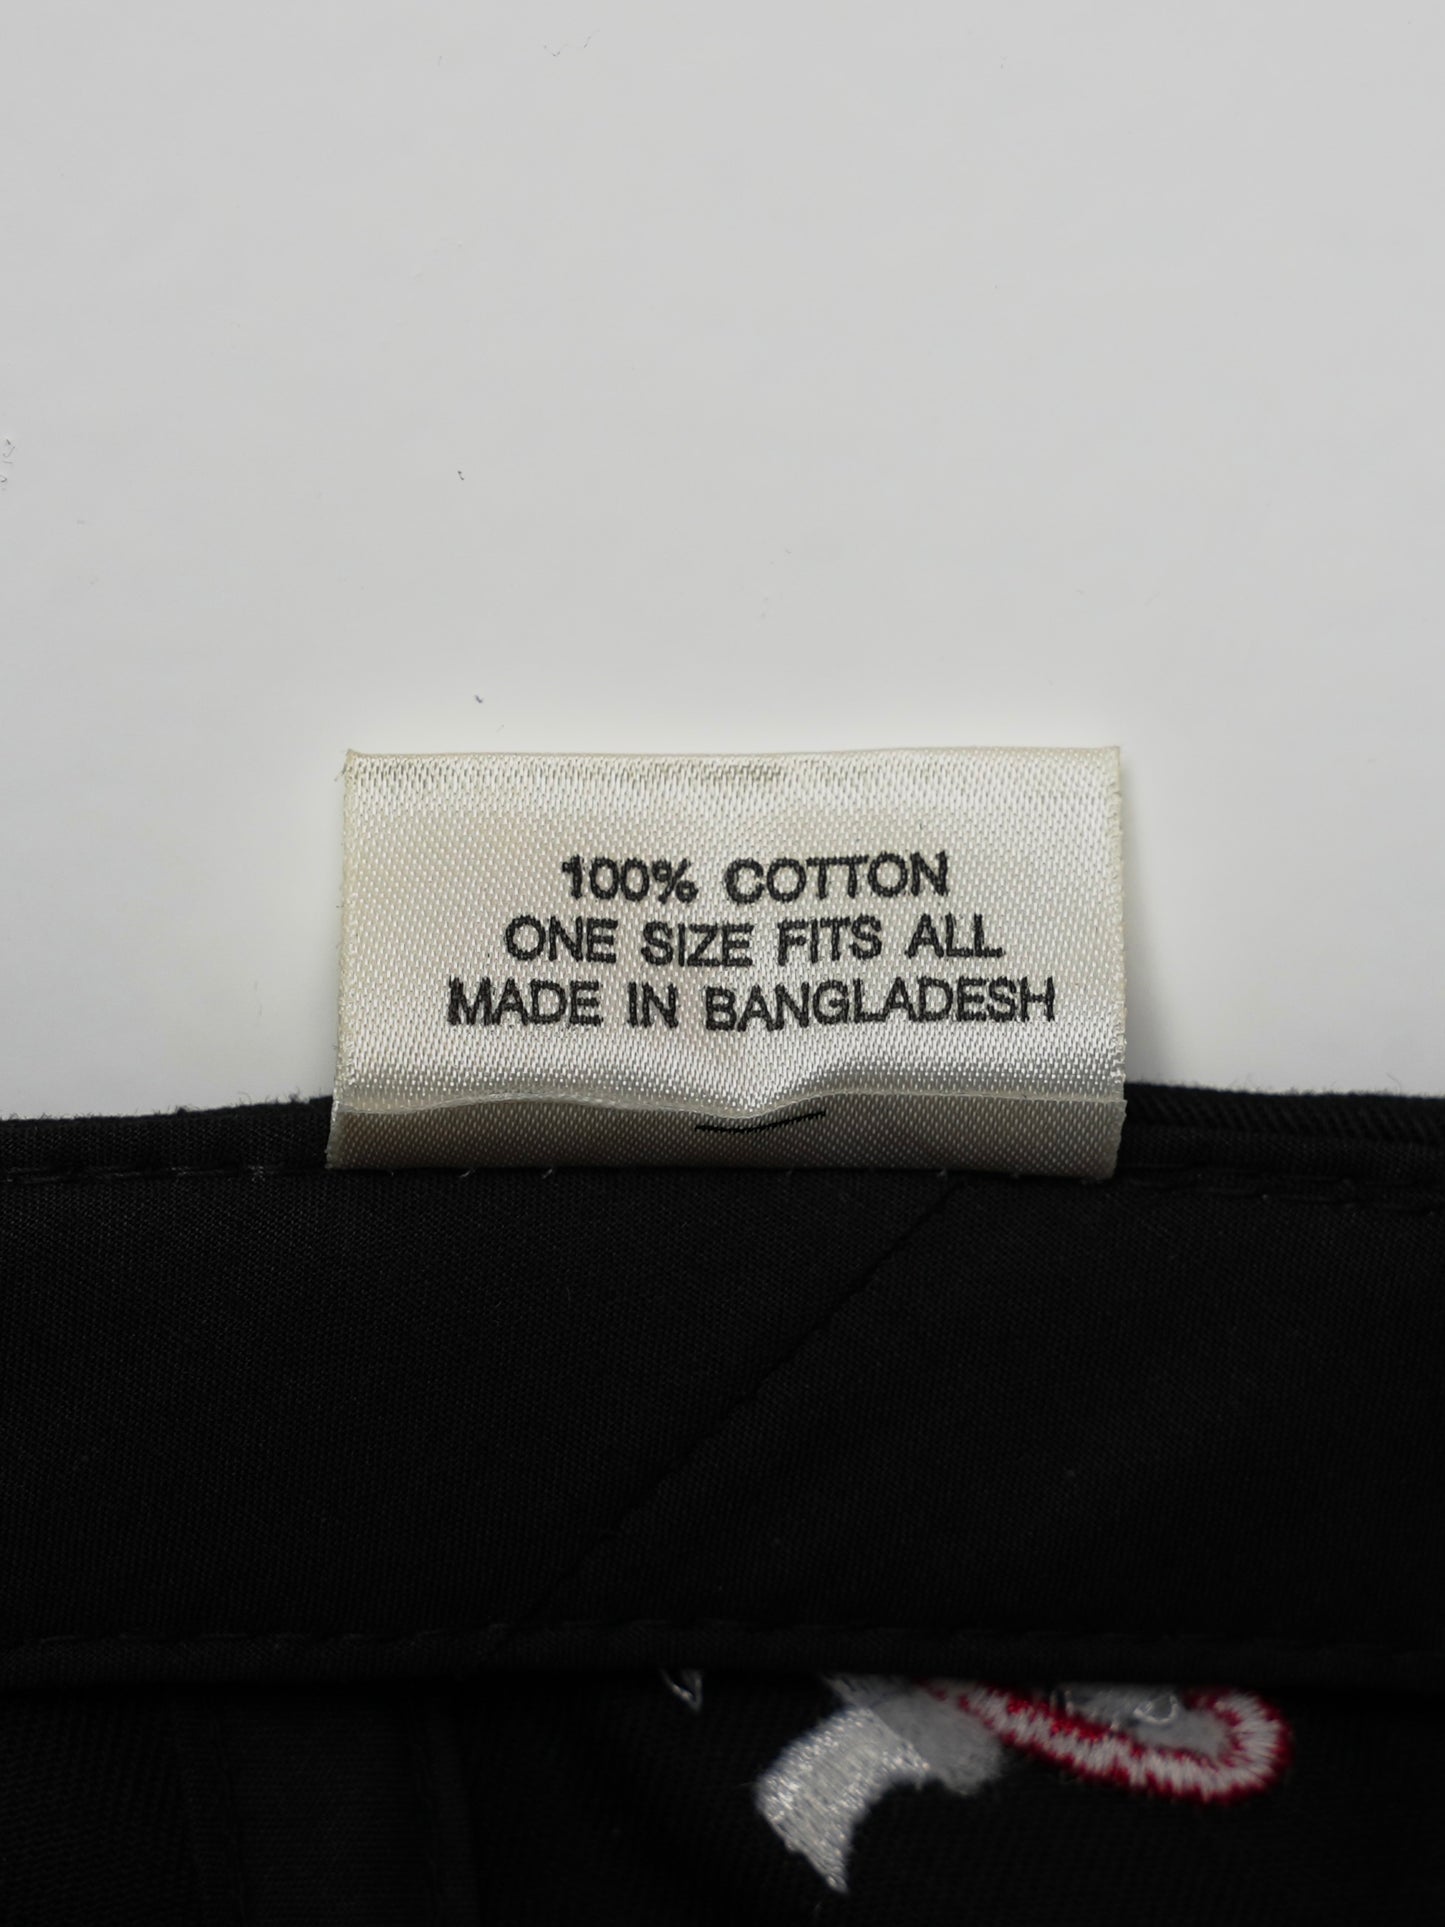 100% COTTON
ONE SIZE FITS ALL
MADE IN BANGLADESH